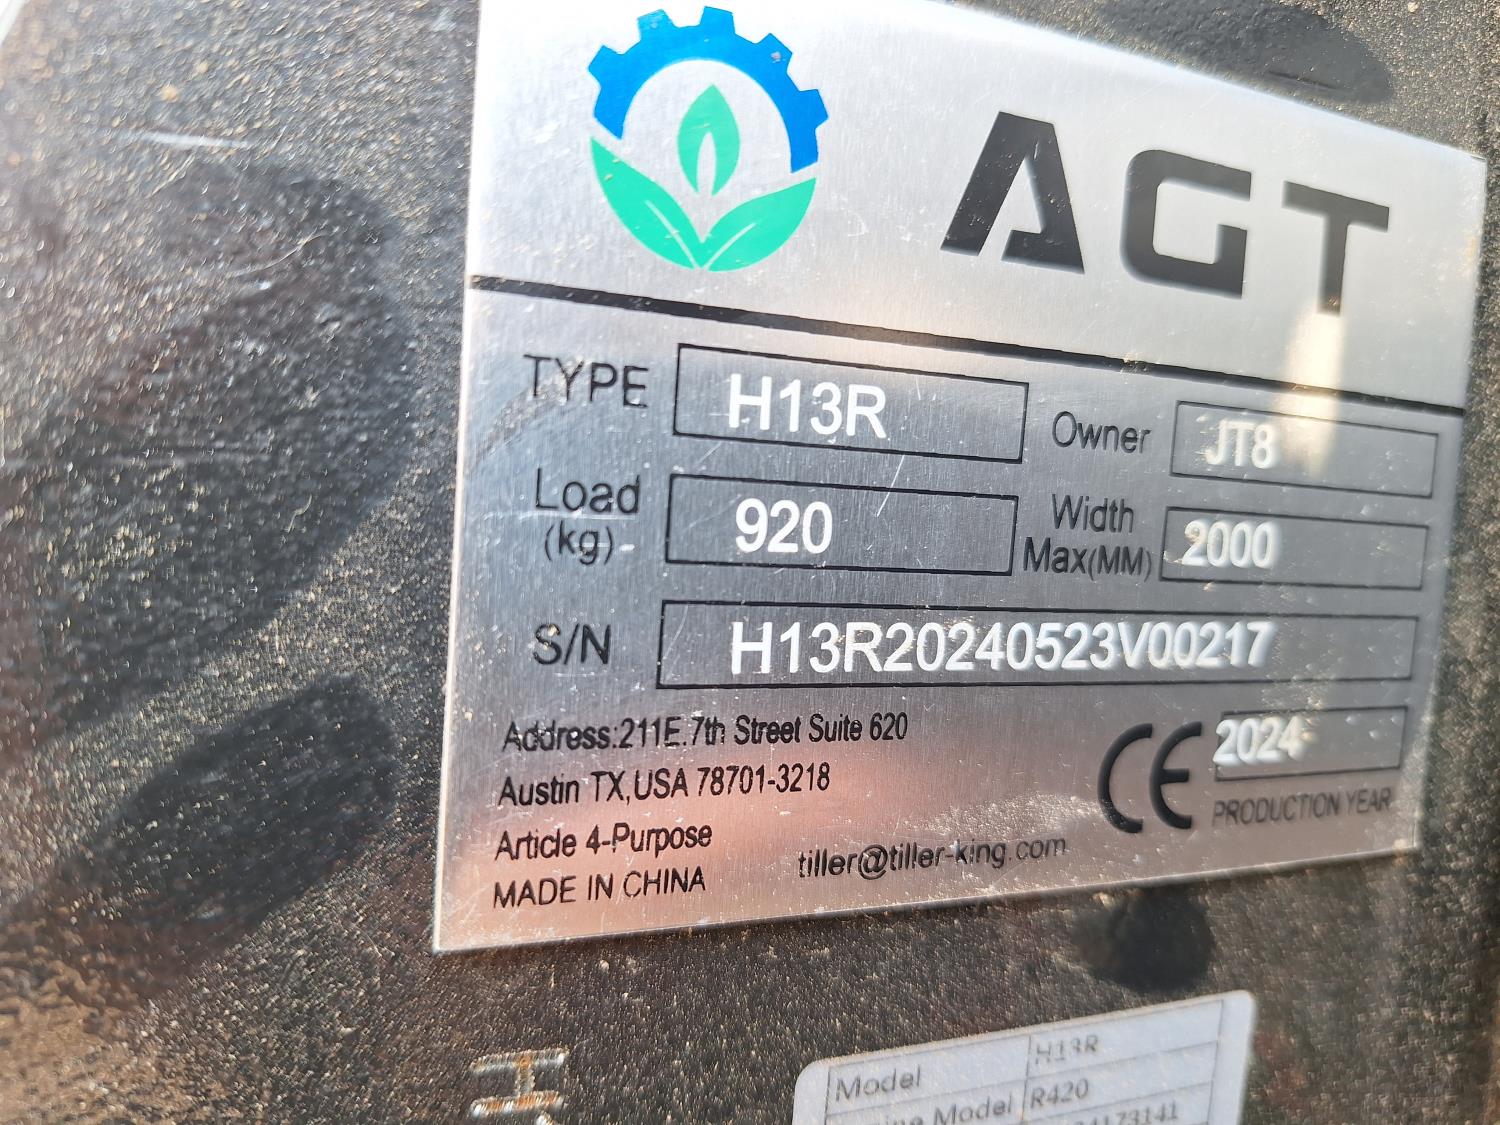 AGT
TYPE H13R Owner JT8
Load (kg) 920 Width Max(MM) 2000
S/N H13R20240523V00217
Address:211E.7th Street Suite 620
Austin TX,USA 78701-3218
Article 4-Purpose
MADE IN CHINA
tiller@tiller-king.com
CE 2024
PRODUCTION YEAR
Model H13R
Model R420
H